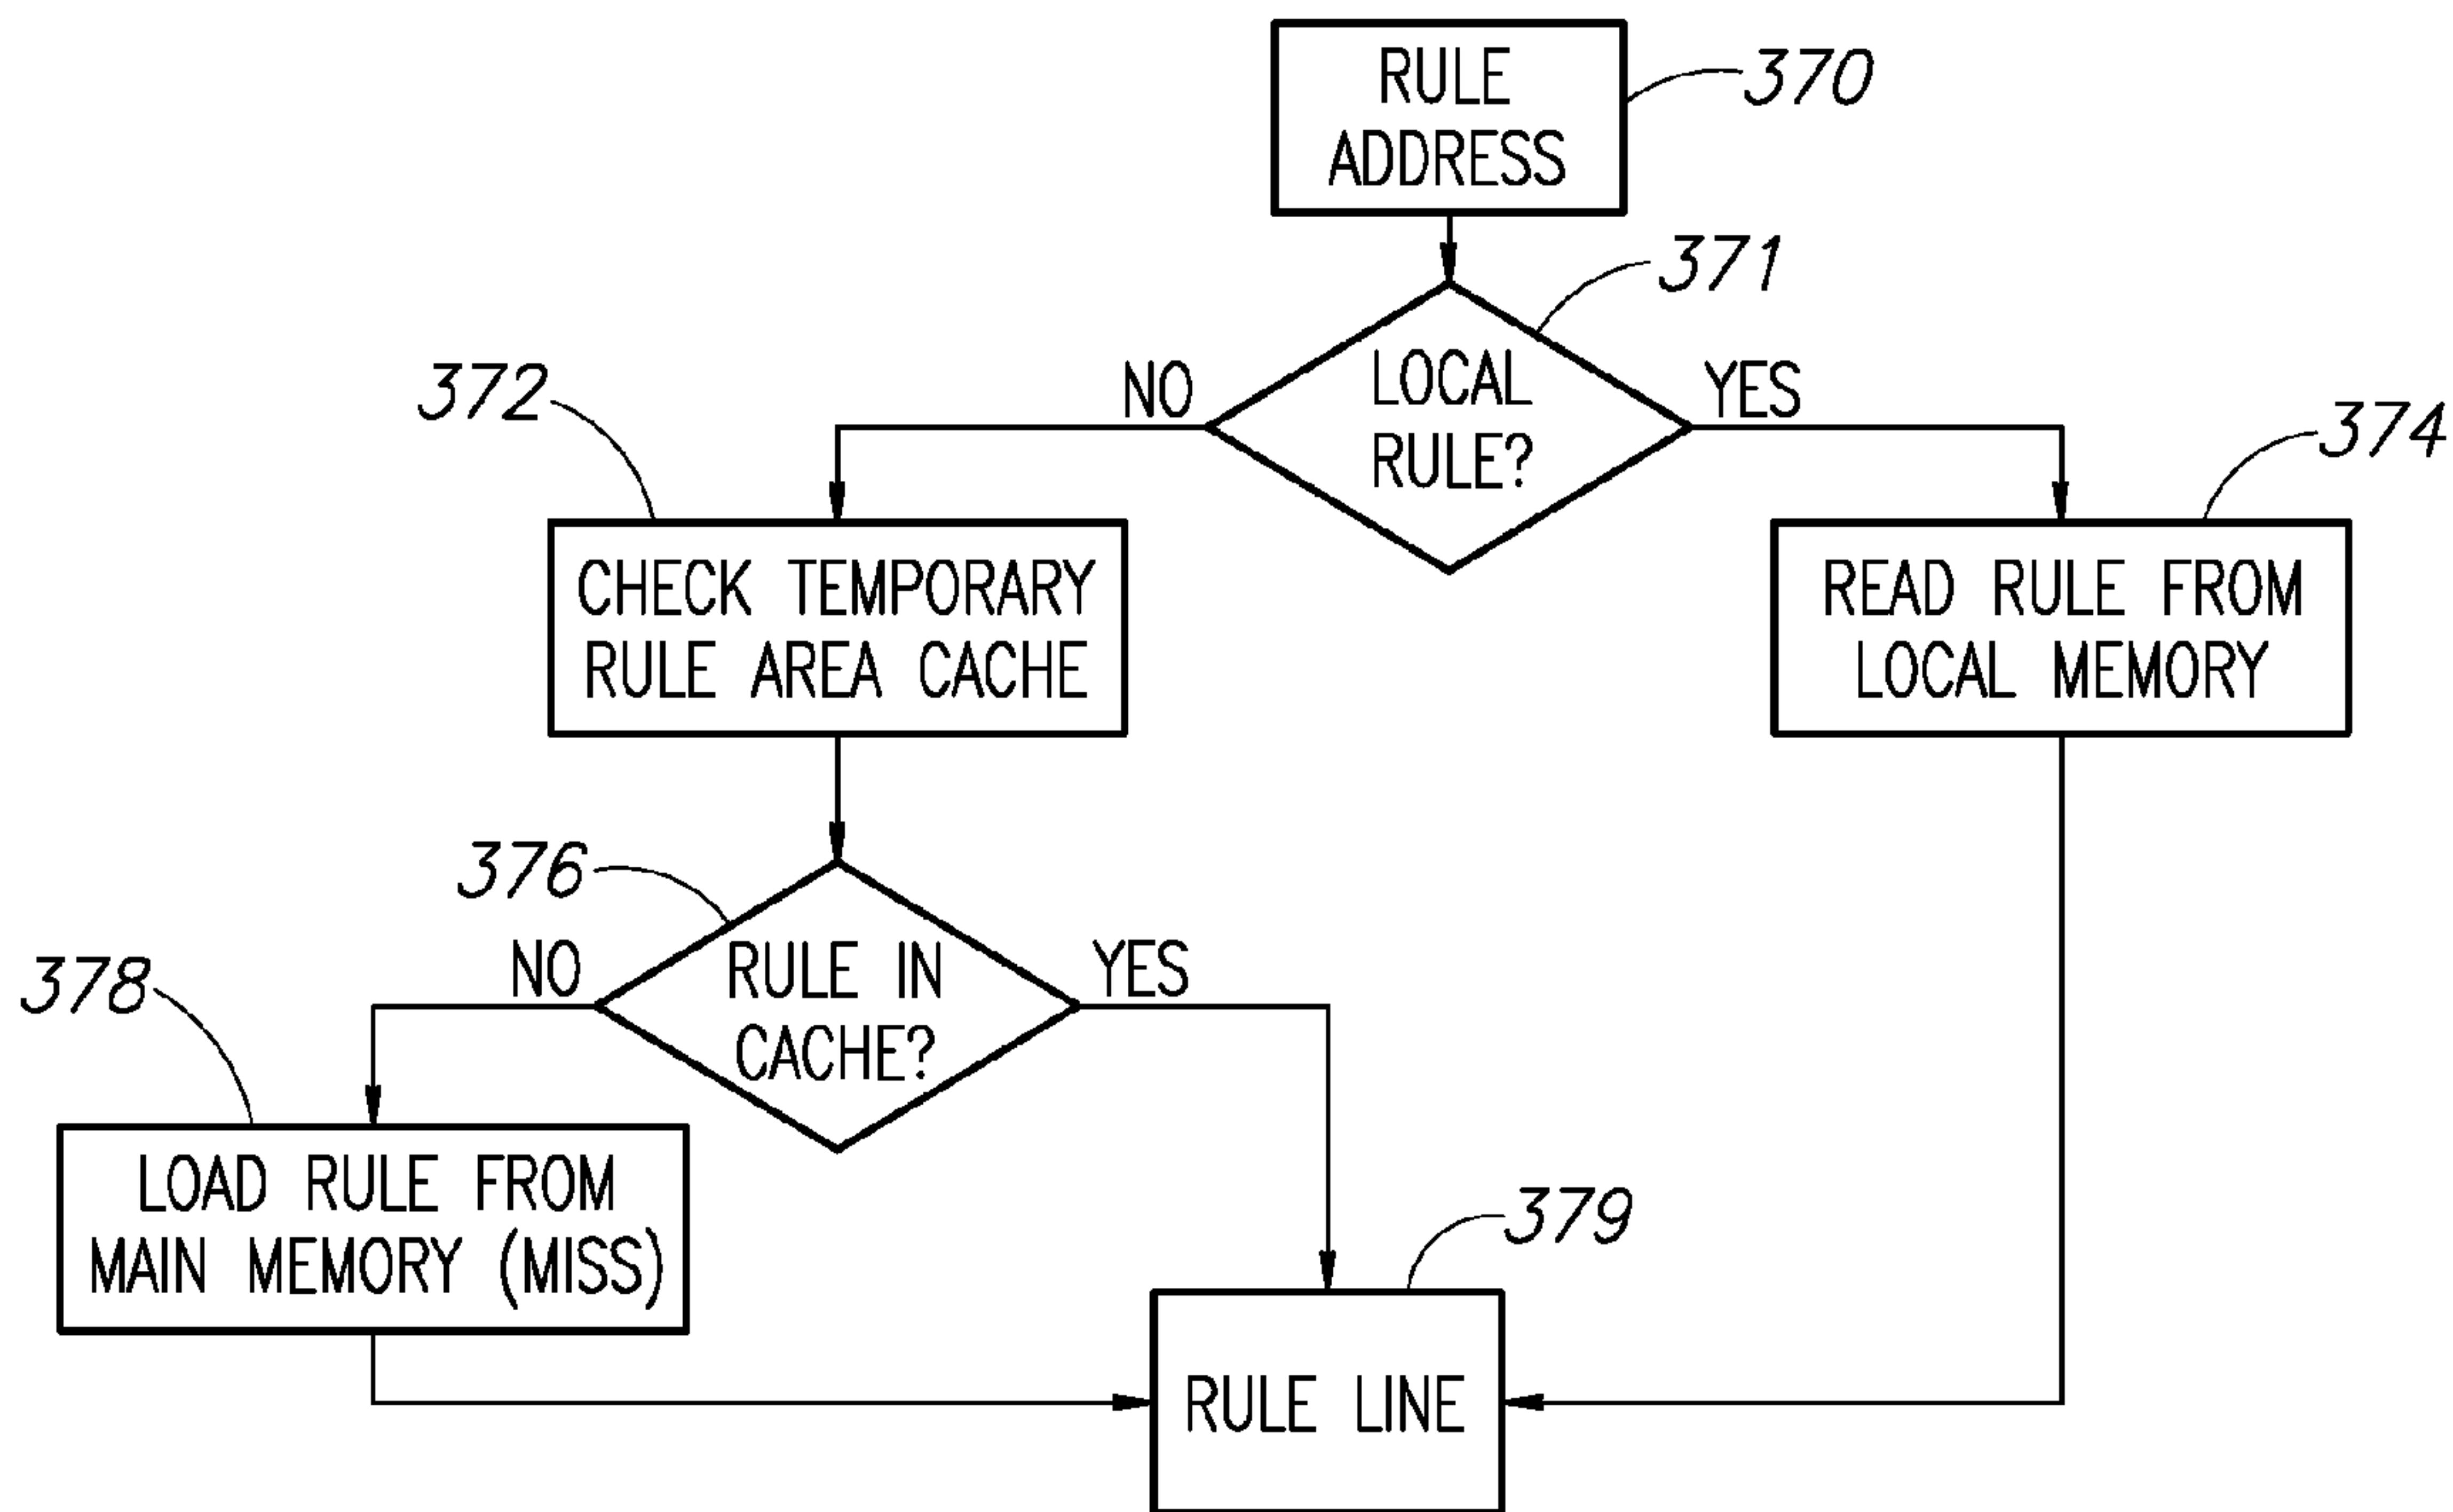 RULE
ADDRESS
370
371
LOCAL
RULE?
NO
YES
372
374
CHECK TEMPORARY
RULE AREA CACHE
READ RULE FROM
LOCAL MEMORY
376
RULE IN
CACHE?
NO
YES
378
LOAD RULE FROM
MAIN MEMORY (MISS)
379
RULE LINE